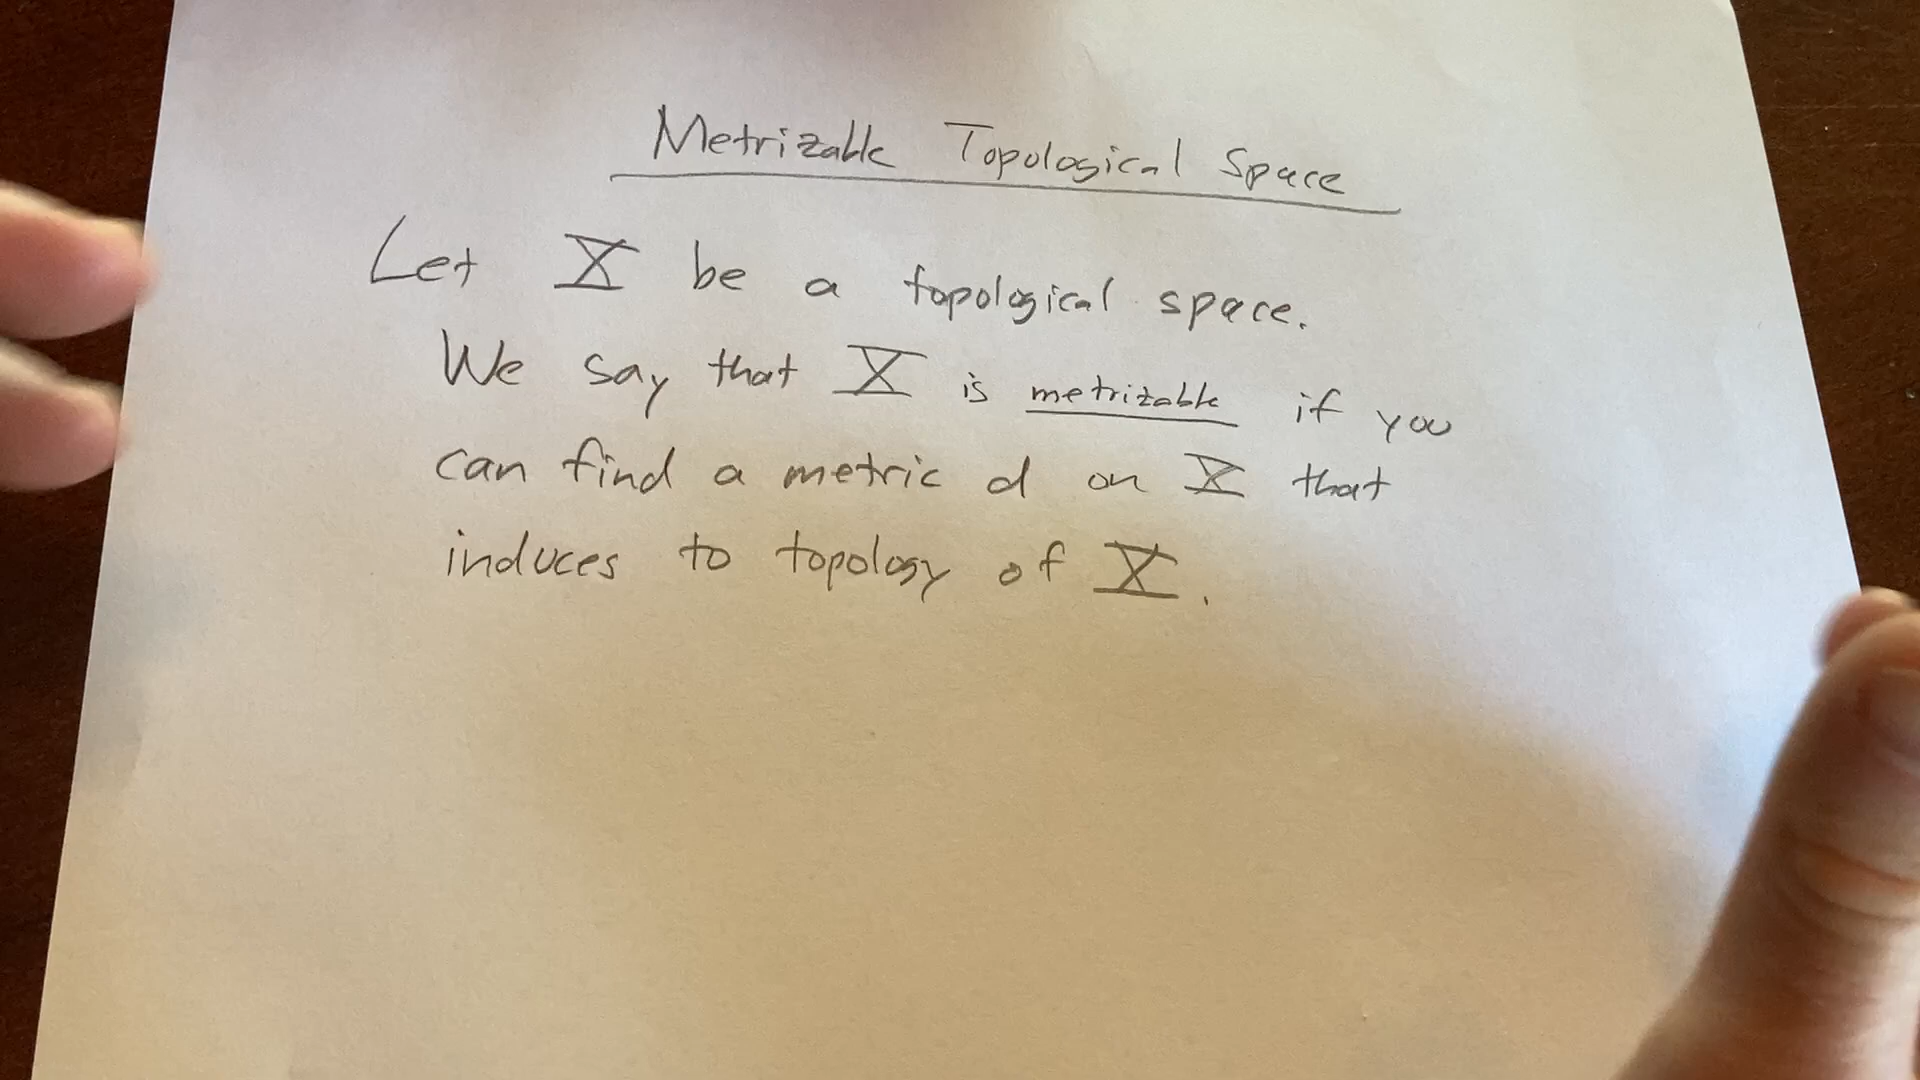 Metrizable Topological Space
Let X be a topological space.
We say that X is metrizable if you
can find a metric d on X that
induces to topology of X.